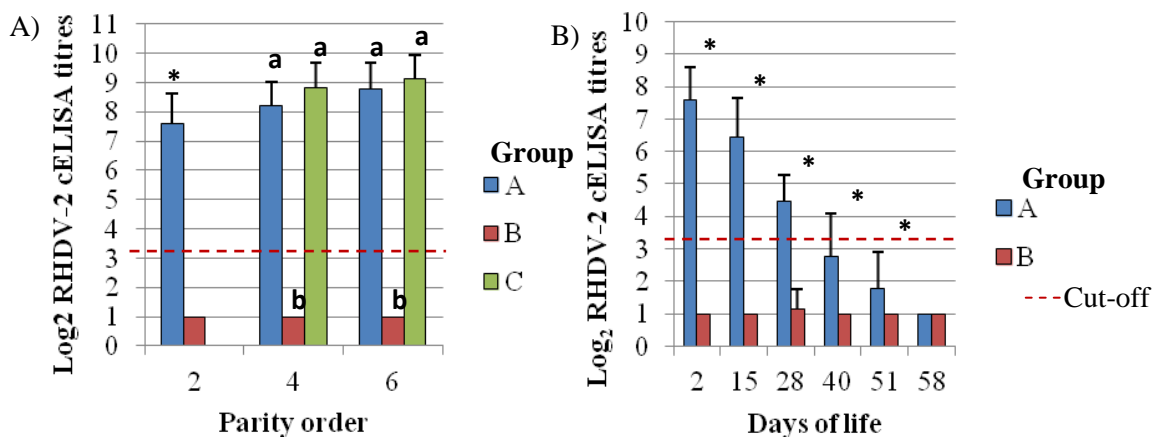 A)
Log2 RHDV-2 cELISA titres
11
10
9
8
7
6
5
4
3
2
1
0
*
a
a
a
a
b
b
2
4
6
Parity order
Group
A
B
C
B)
Log₂ RHDV-2 cELISA titres
10
9
8
7
6
5
4
3
2
1
0
*
*
*
*
*
2
15
28
40
51
58
Days of life
Group
A
B
Cut-off